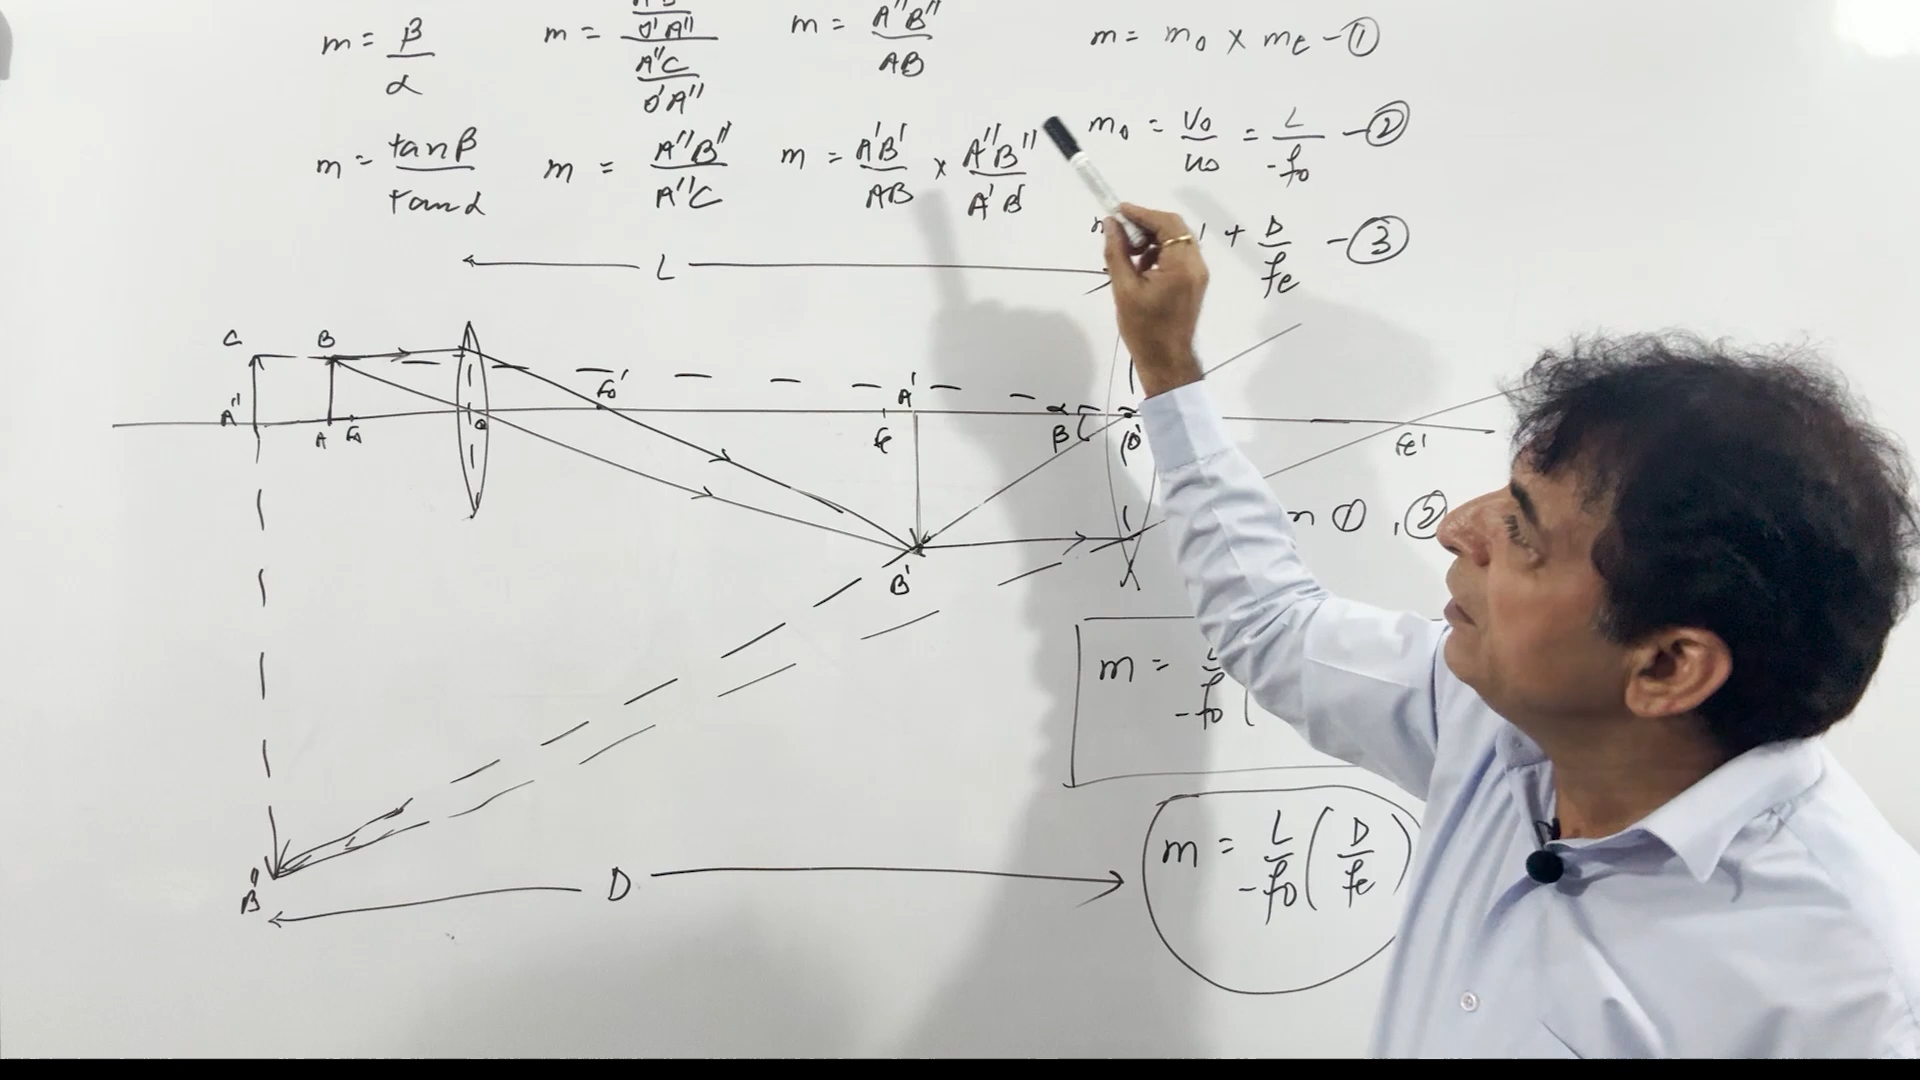 m = β/α
m = A'B'/O'A'' / A''C/O'A''
m = A''B''/AB
m = m₀ × mₑ – ①
m = tanβ/tanα
m = A''B''/A''C
m = A'B'/AB × A''B''/A'B'
m₀ = v₀/u₀ = L/-f₀ – ②
+ D/fₑ – ③
L
C B
f₀' A' α
A'' A f₀ O fₑ β O' fₑ'
B'
n ① , ②
m =
-f₀ (
m = L/-f₀ ( D/fₑ )
B'' D